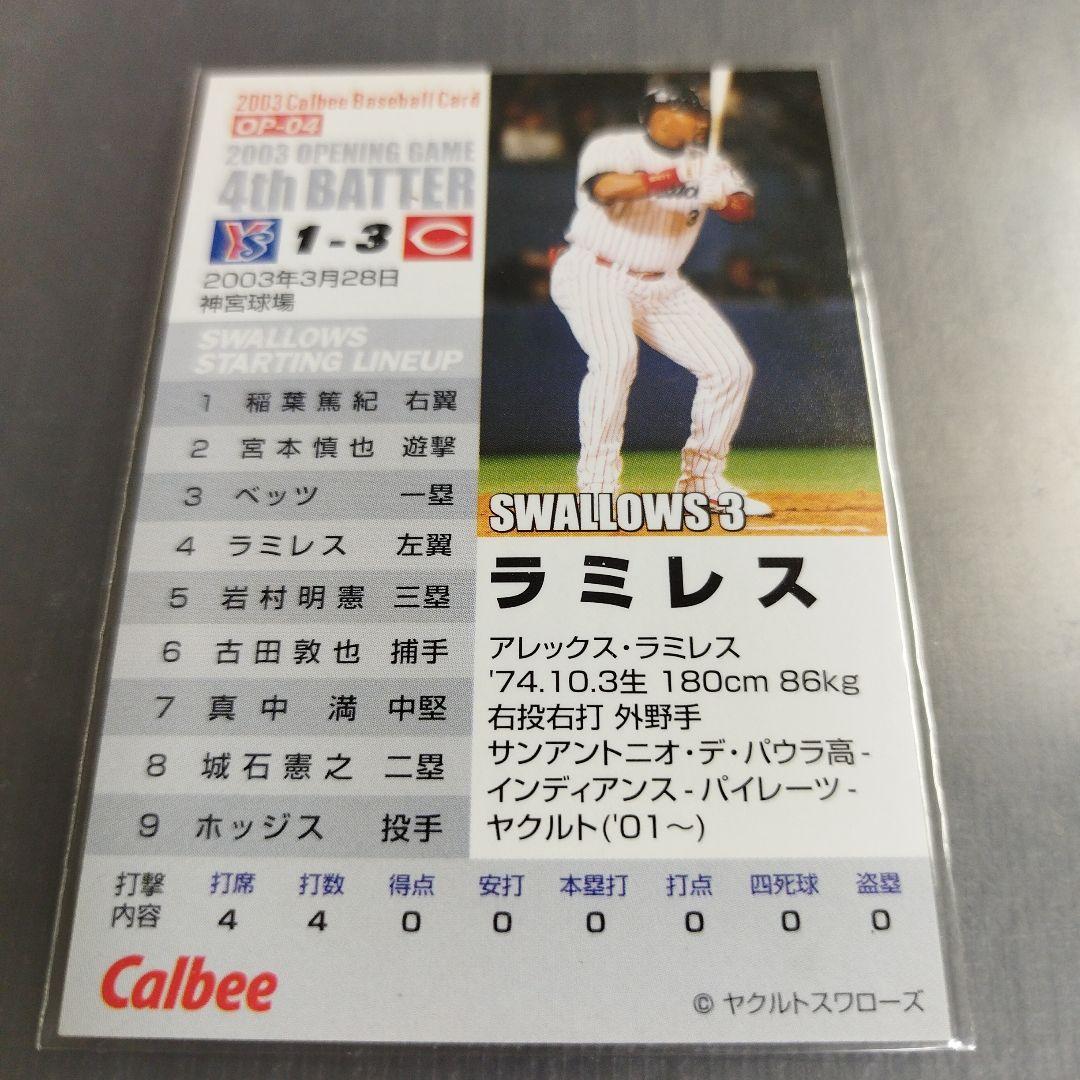 2003 Calbee Baseball Card
OP-04
2003 OPENING GAME
4th BATTER
YS 1 - 3 C
2003年3月28日
神宮球場
SWALLOWS
STARTING LINEUP
1 稲葉篤紀 右翼
2 宮本慎也 遊撃
3 ベッツ 一塁
4 ラミレス 左翼
5 岩村明憲 三塁
6 古田敦也 捕手
7 真中 満 中堅
8 城石憲之 二塁
9 ホッジス 投手
3
SWALLOWS 3
ラミレス
アレックス・ラミレス
'74.10.3生 180cm 86kg
右投右打 外野手
サンアントニオ・デ・パウラ高-
インディアンス-パイレーツ-
ヤクルト('01～)
打撃 打席 打数 得点 安打 本塁打 打点 四死球 盗塁
内容 4 4 0 0 0 0 0 0
Calbee
© ヤクルトスワローズ